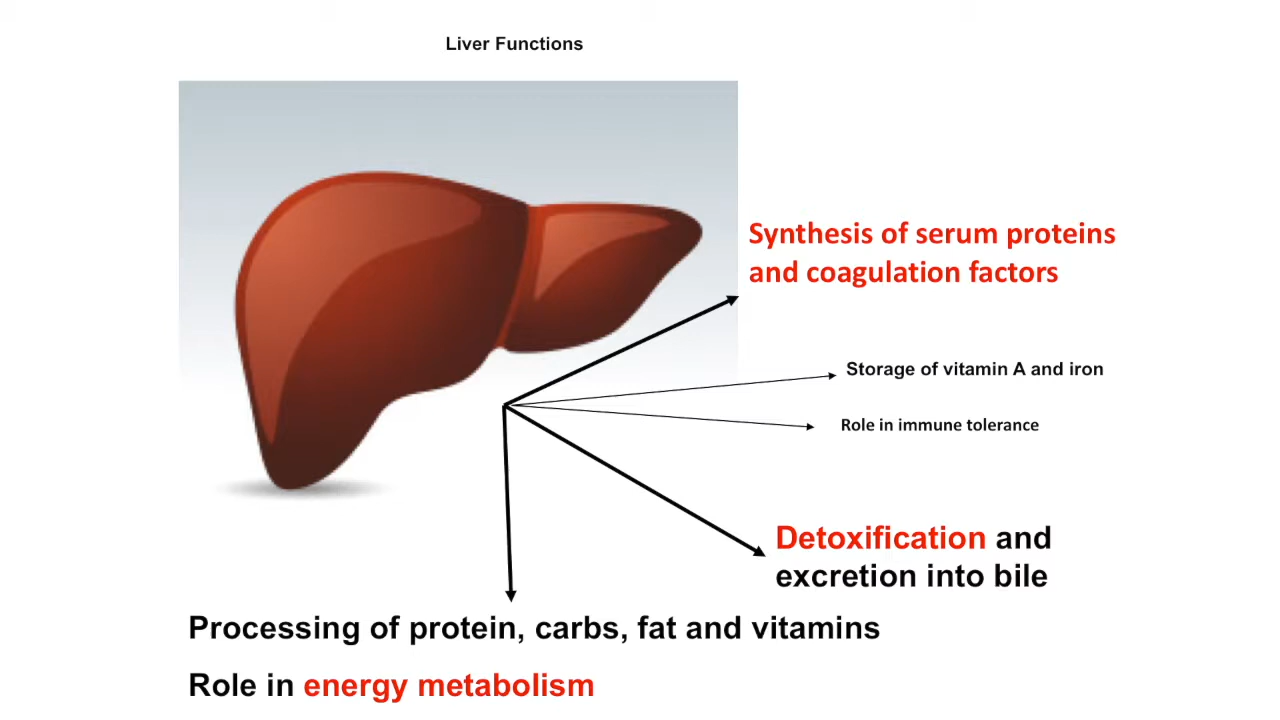 Liver Functions
Synthesis of serum proteins
and coagulation factors
Storage of vitamin A and iron
Role in immune tolerance
Detoxification and
excretion into bile
Processing of protein, carbs, fat and vitamins
Role in energy metabolism